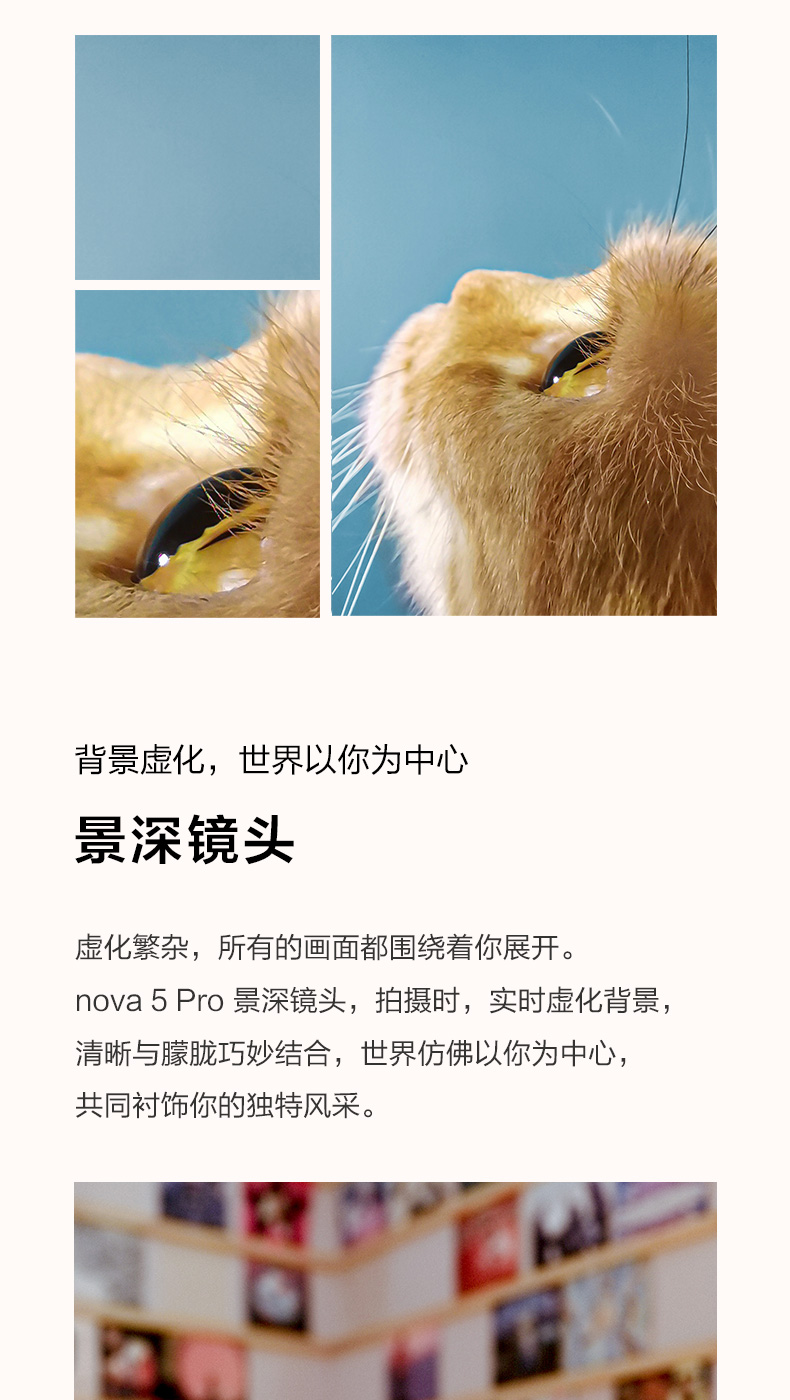 背景虚化，世界以你为中心
景深镜头
虚化繁杂，所有的画面都围绕着你展开。
nova 5 Pro 景深镜头，拍摄时，实时虚化背景，
清晰与朦胧巧妙结合，世界仿佛以你为中心，
共同衬饰你的独特风采。